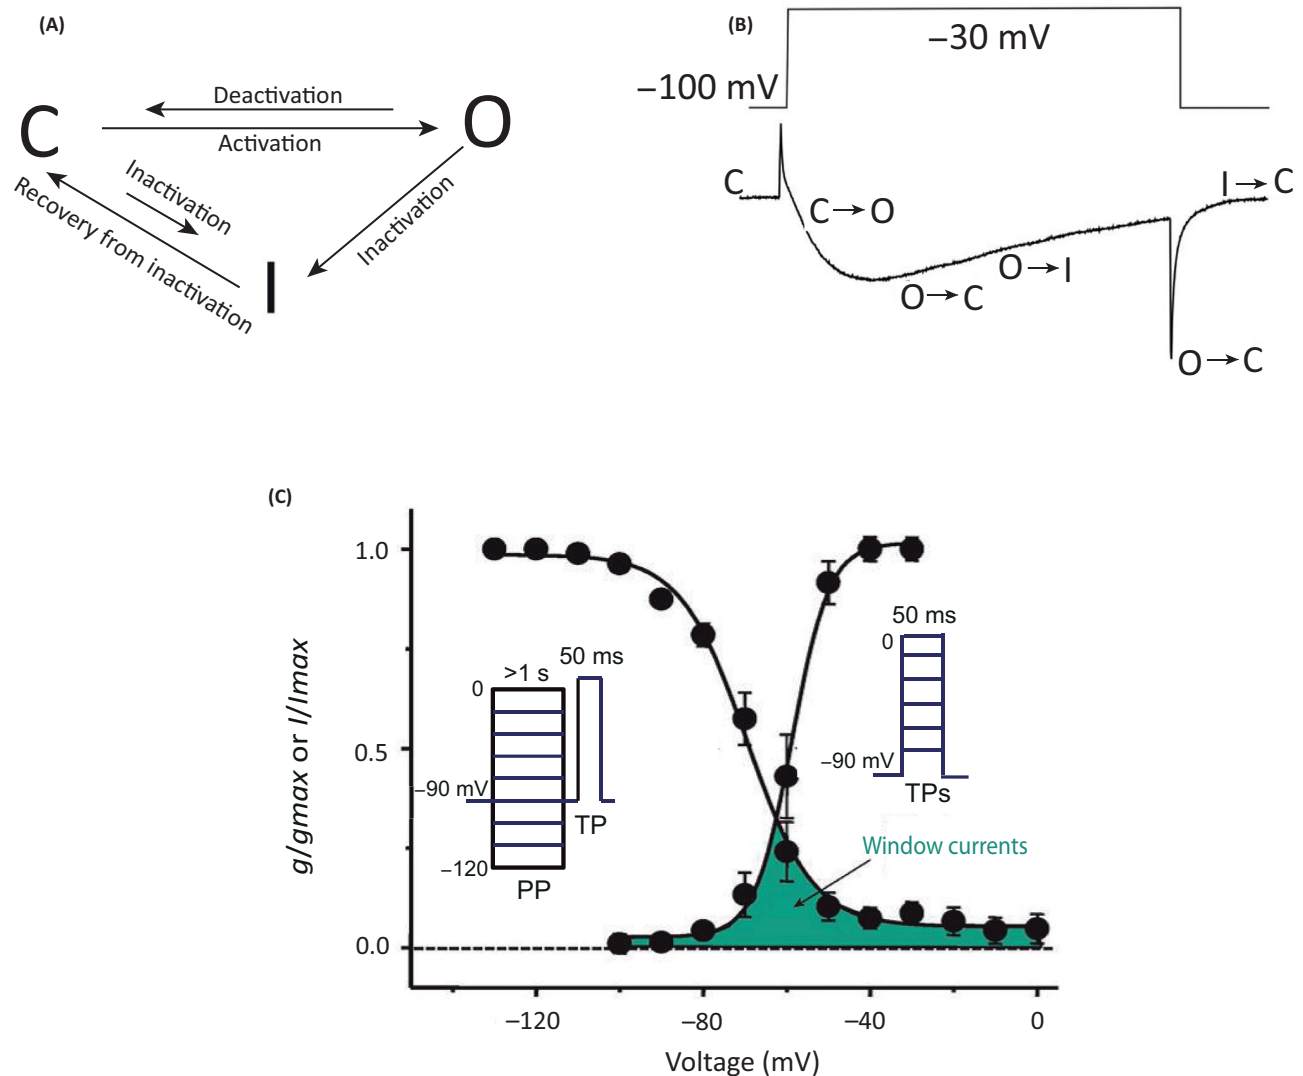 (A)
C
Deactivation
Activation
O
Inactivation
Recovery from inactivation
Inactivation
I
(B)
−30 mV
−100 mV
C
C→O
O→C
O→I
I→C
O→C
(C)
g/gmax or I/Imax
1.0
0.5
0.0
>1 s
50 ms
0
−90 mV
−120
PP
TP
50 ms
0
−90 mV
TPs
Window currents
−120
−80
−40
0
Voltage (mV)